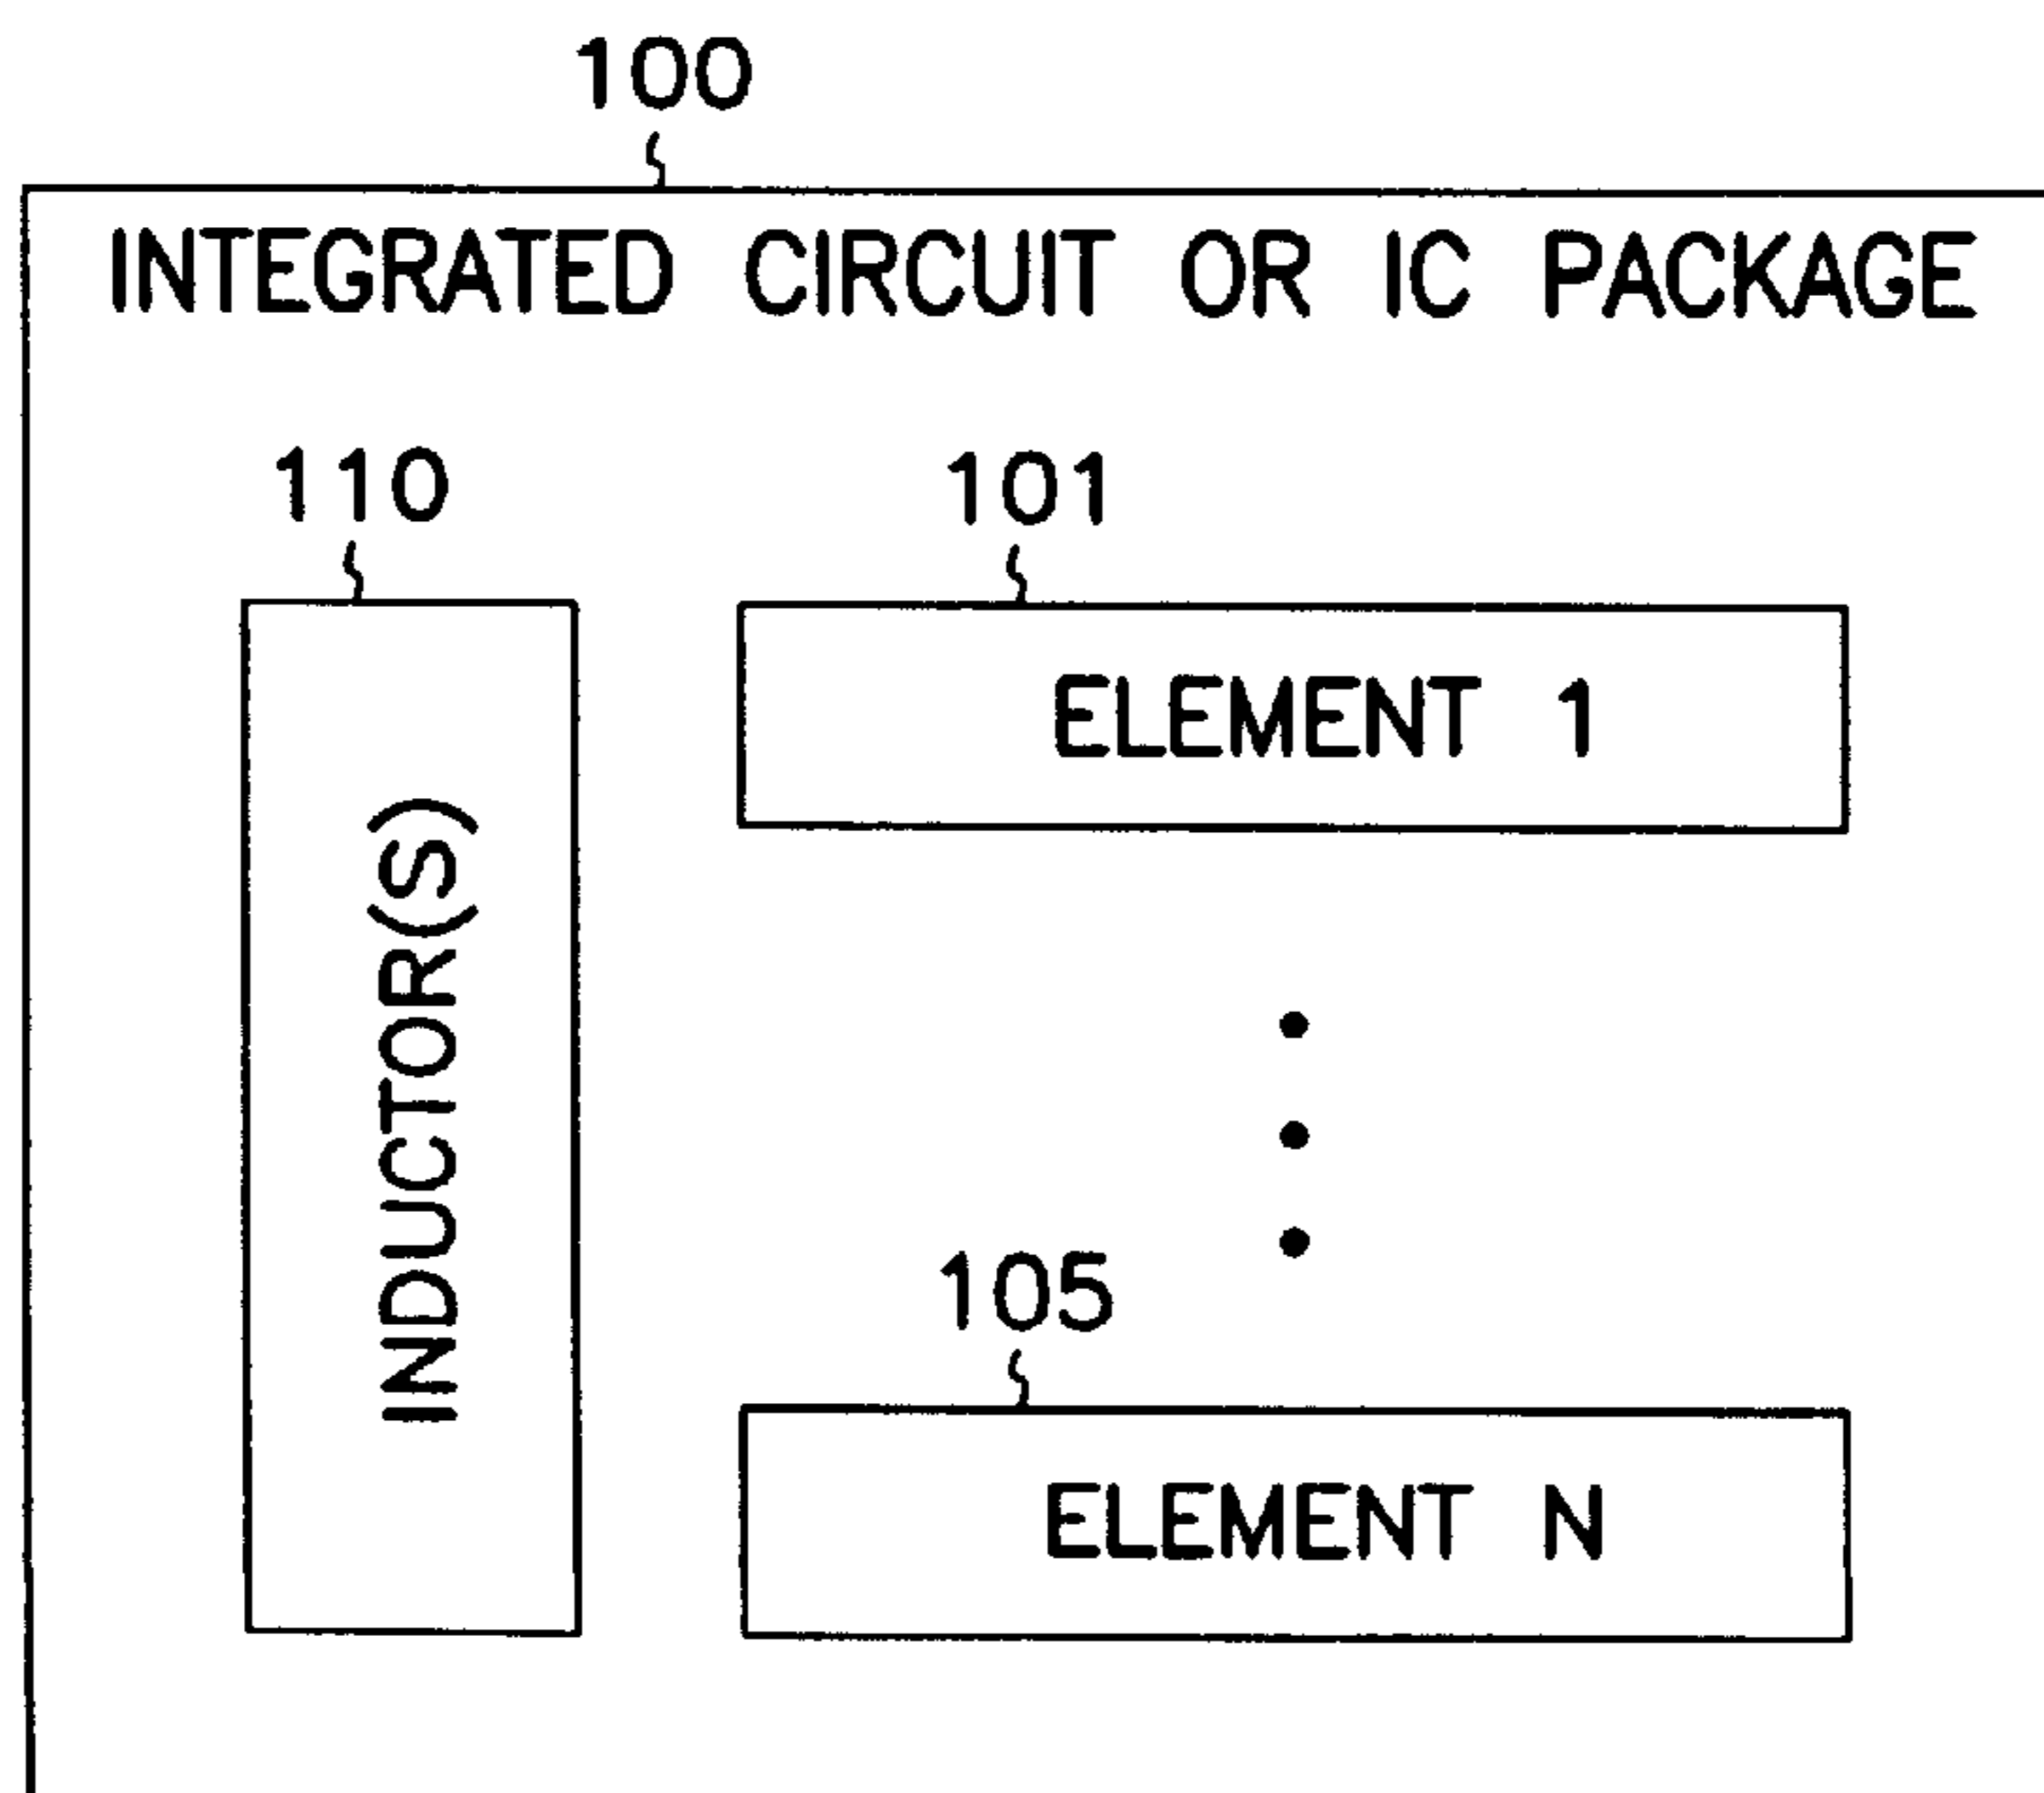 100
INTEGRATED CIRCUIT OR IC PACKAGE
110
101
INDUCTOR(S)
ELEMENT 1
105
ELEMENT N